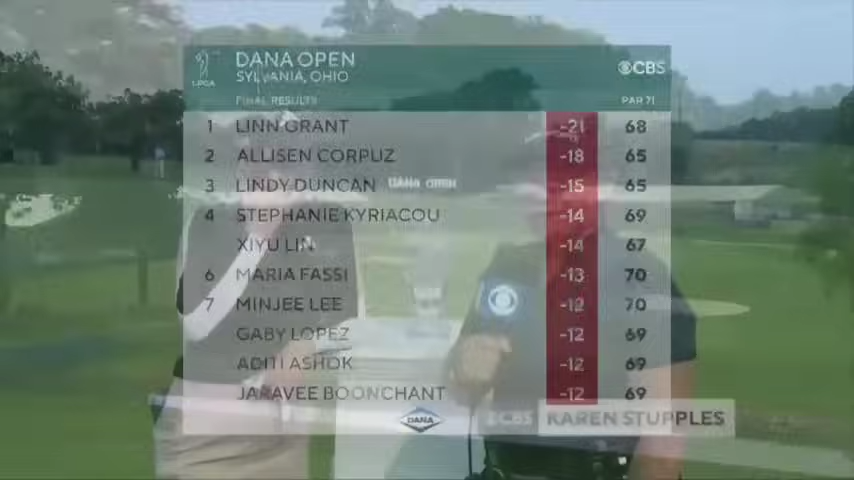 DANA OPEN
SYLVANIA, OHIO
LPGA
CBS
FINAL RESULTS PAR 71
1 LINN GRANT -21 68
2 ALLISEN CORPUZ -18 65
3 LINDY DUNCAN -15 65
DANA OPEN
4 STEPHANIE KYRIACOU -14 69
XIYU LIN -14 67
6 MARIA FASSI -13 70
7 MINJEE LEE -12 70
GABY LOPEZ -12 69
ADITI ASHOK -12 69
JARAVEE BOONCHANT -12 69
DANA
CBS KAREN STUPPLES